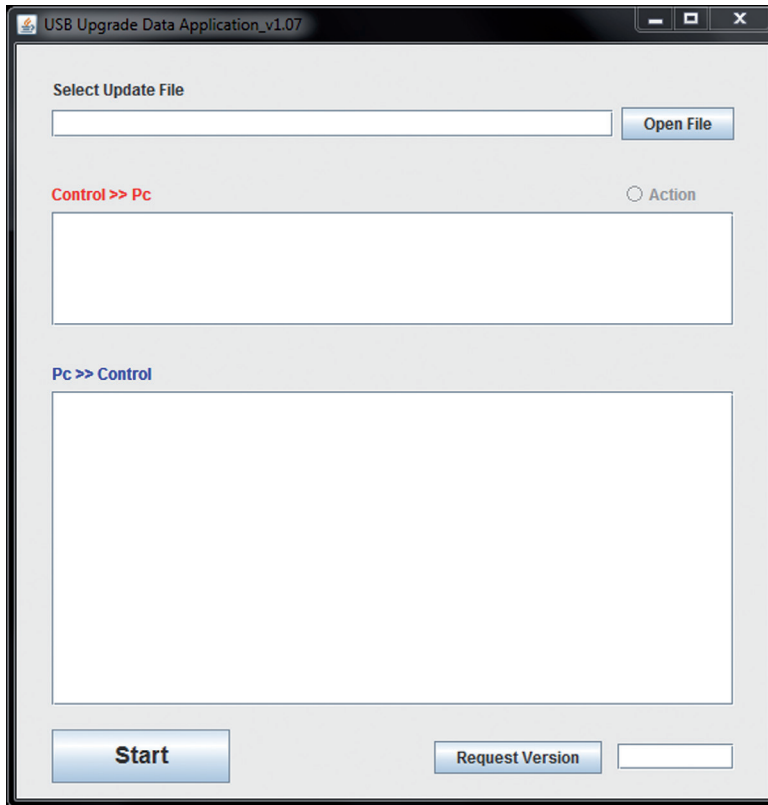 USB Upgrade Data Application_v1.07
Select Update File
Open File
Control >> Pc
Action
Pc >> Control
Start
Request Version